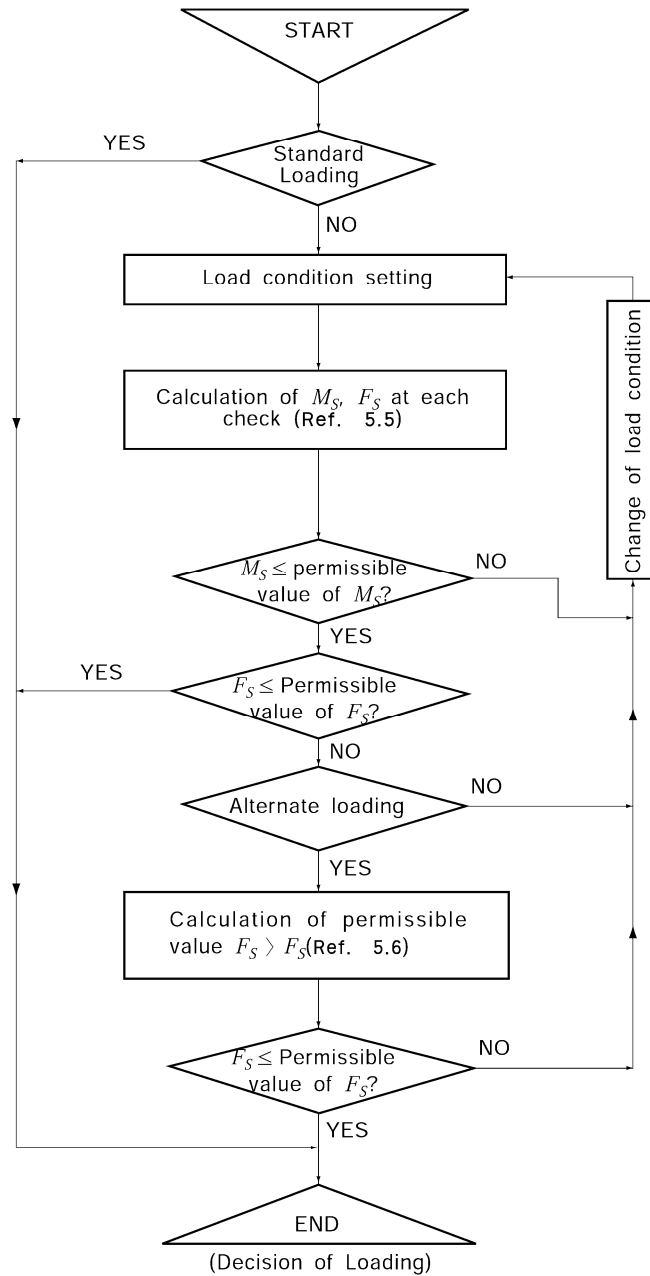 START
YES
Standard
Loading
NO
Load condition setting
Change of load condition
Calculation of M_S, F_S at each
check (Ref. 5.5)
M_S ≤ permissible
value of M_S?
NO
YES
YES
F_S ≤ Permissible
value of F_S?
NO
Alternate loading
NO
YES
Calculation of permissible
value F_S 〉 F_S(Ref. 5.6)
F_S ≤ Permissible
value of F_S?
NO
YES
END
(Decision of Loading)